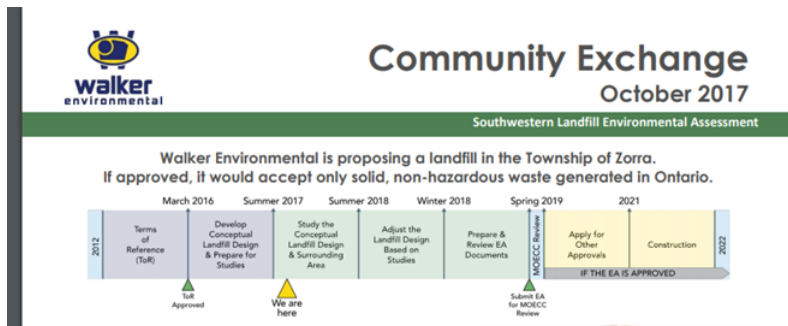 walker
environmental
Community Exchange
October 2017
Southwestern Landfill Environmental Assessment
Walker Environmental is proposing a landfill in the Township of Zorra.
If approved, it would accept only solid, non-hazardous waste generated in Ontario.
March 2016
Summer 2017
Summer 2018
Winter 2018
Spring 2019
2021
2012
Terms
of
Reference
(ToR)
Develop
Conceptual
Landfill Design
& Prepare for
Studies
Study the
Conceptual
Landfill Design
& Surrounding
Area
Adjust the
Landfill Design
Based on
Studies
Prepare &
Review EA
Documents
MOECC Review
Apply for
Other
Approvals
Construction
2022
IF THE EA IS APPROVED
ToR
Approved
We are
here
Submit EA
for MOECC
Review